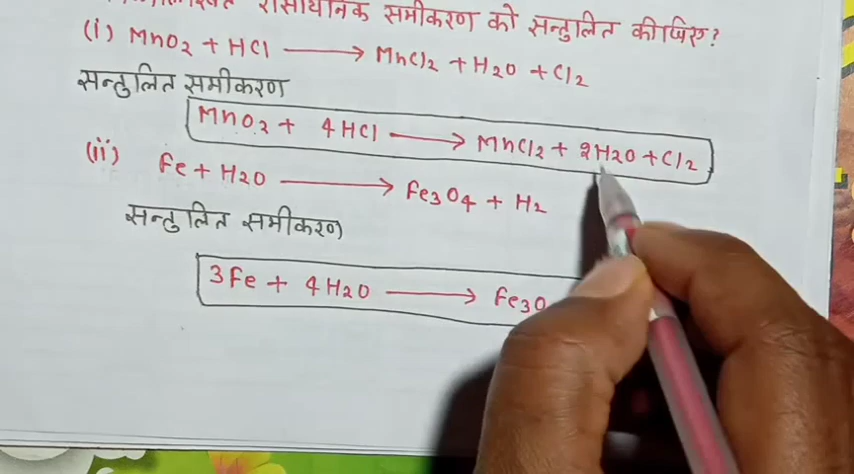 रासायनिक समीकरण को सन्तुलित कीजिए?
(i) MnO2 + HCl ⟶ MnCl2 + H2O + Cl2
सन्तुलित समीकरण
MnO2 + 4HCl ⟶ MnCl2 + 2H2O + Cl2
(ii) Fe + H2O ⟶ Fe3O4 + H2
सन्तुलित समीकरण
3Fe + 4H2O ⟶ Fe3O